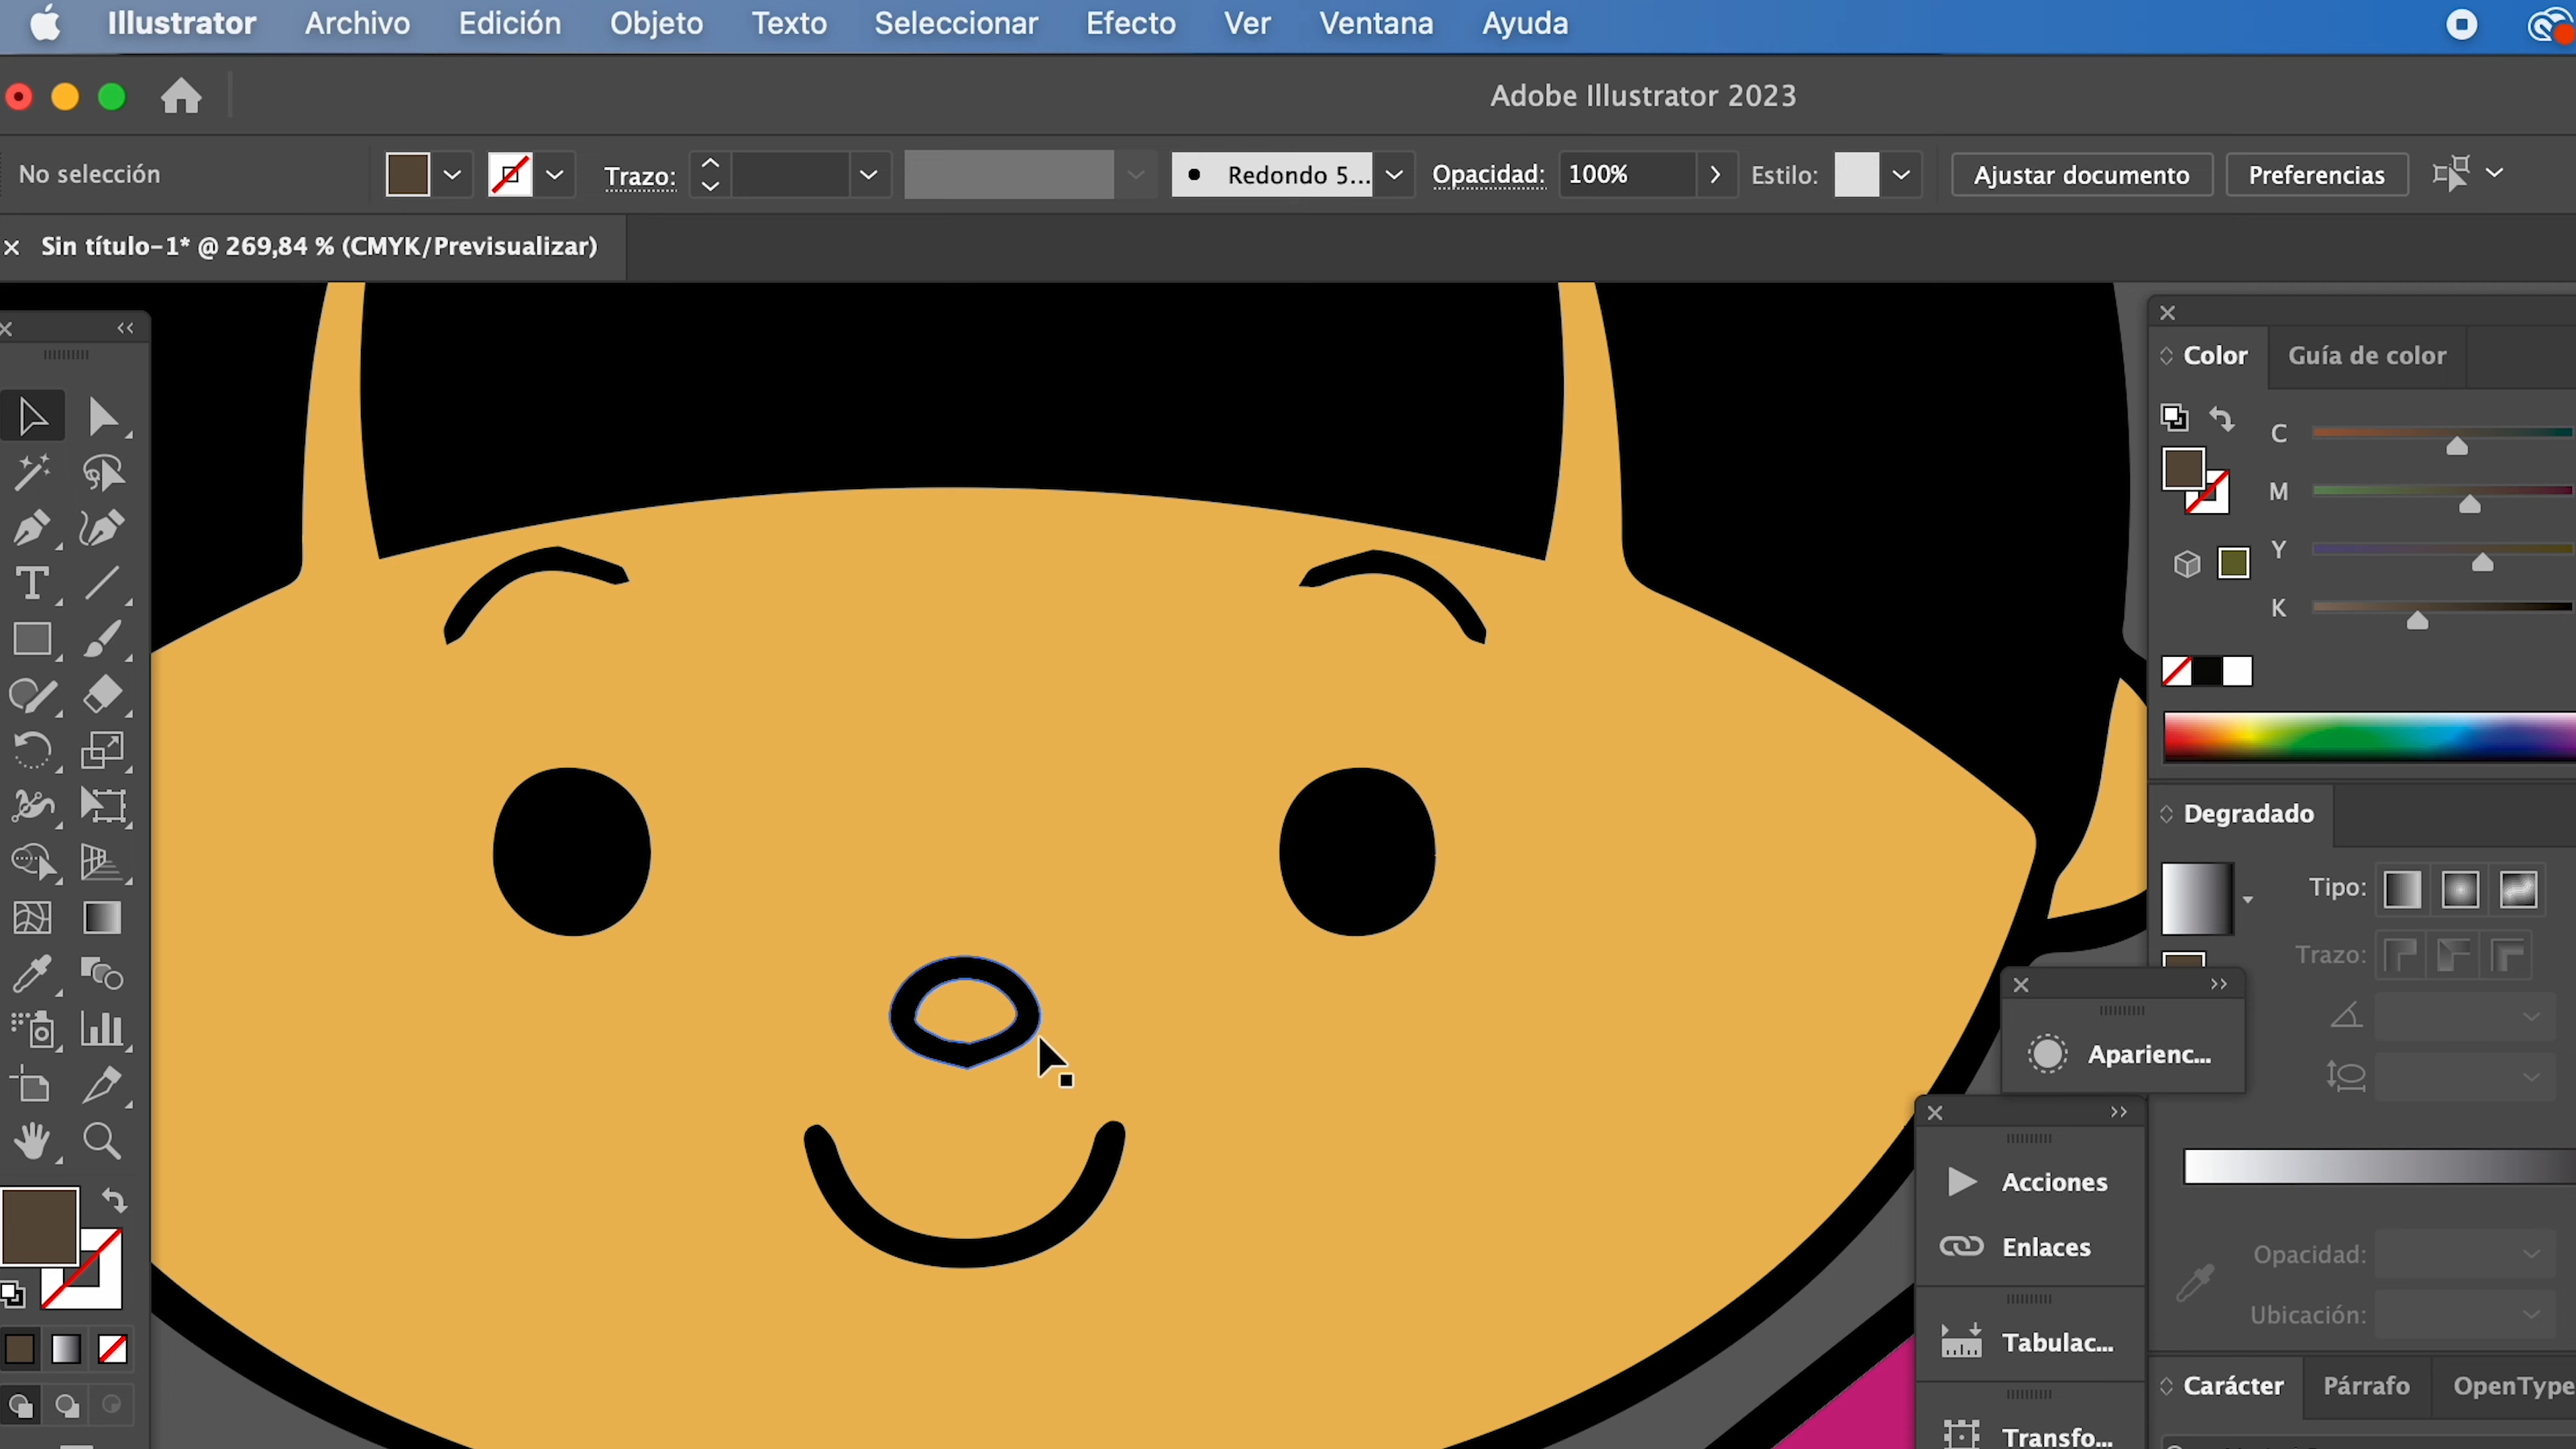 Illustrator Archivo Edición Objeto Texto Seleccionar Efecto Ver Ventana Ayuda
Adobe Illustrator 2023
No selección Trazo: Redondo 5... Opacidad: 100% Estilo: Ajustar documento Preferencias
Sin título-1* @ 269,84 % (CMYK/Previsualizar)
Color Guía de color
C
M
Y
K
Degradado
Tipo:
Trazo:
Aparienc...
Acciones
Enlaces
Opacidad:
Ubicación:
Tabulac...
Carácter Párrafo OpenType
Transfo...